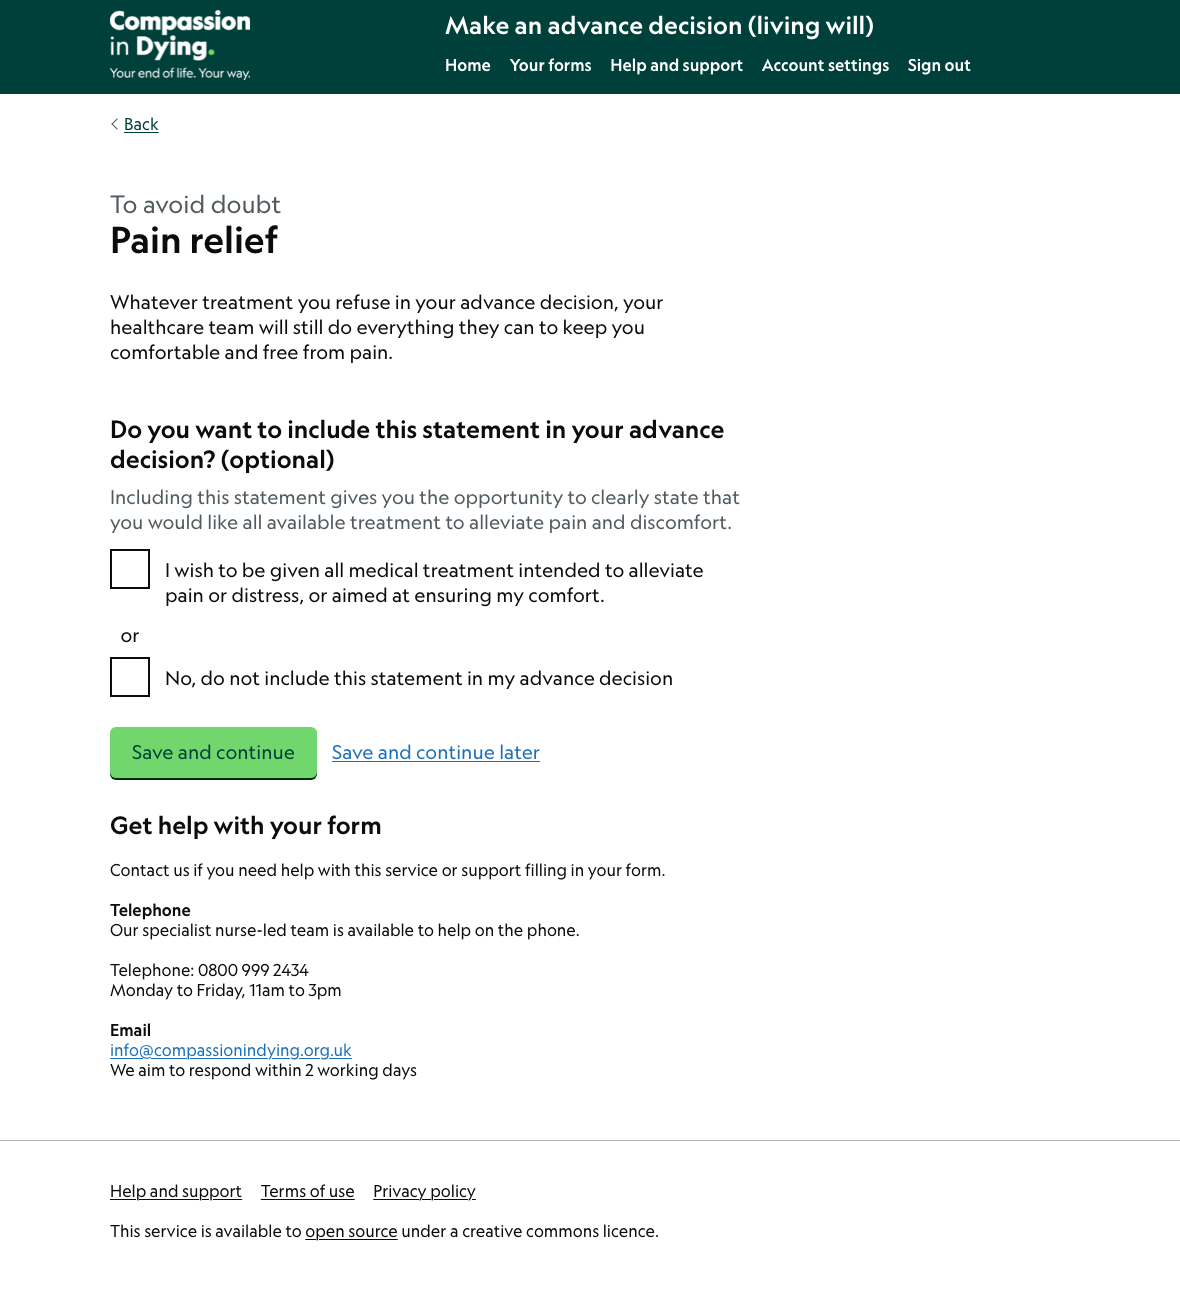 Compassion
in Dying.
Your end of life. Your way.
Make an advance decision (living will)
Home Your forms Help and support Account settings Sign out
Back
To avoid doubt
Pain relief
Whatever treatment you refuse in your advance decision, your
healthcare team will still do everything they can to keep you
comfortable and free from pain.
Do you want to include this statement in your advance
decision? (optional)
Including this statement gives you the opportunity to clearly state that
you would like all available treatment to alleviate pain and discomfort.
I wish to be given all medical treatment intended to alleviate
pain or distress, or aimed at ensuring my comfort.
or
No, do not include this statement in my advance decision
Save and continue Save and continue later
Get help with your form
Contact us if you need help with this service or support filling in your form.
Telephone
Our specialist nurse-led team is available to help on the phone.
Telephone: 0800 999 2434
Monday to Friday, 11am to 3pm
Email
info@compassionindying.org.uk
We aim to respond within 2 working days
Help and support Terms of use Privacy policy
This service is available to open source under a creative commons licence.